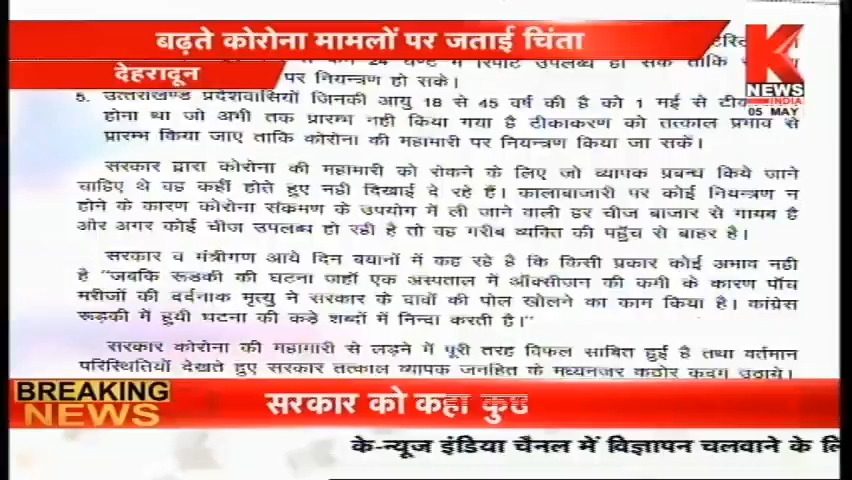 बढ़ते कोरोना मामलों पर जताई चिंता
देहरादून
K
NEWS
INDIA
05 MAY
24 घण्टे में रिपोर्ट उपलब्ध हो सके ताकि
पर नियन्त्रण हो सके।
5. उत्तराखण्ड प्रदेशवासियों जिनकी आयु 18 से 45 वर्ष की है को 1 मई से
होना था जो अभी तक प्रारम्भ नही किया गया है टीकाकरण को तत्काल प्रभाव से
प्रारम्भ किया जाए ताकि कोरोना की महामारी पर नियन्त्रण किया जा सकें।
सरकार द्वारा कोरोना की महामारी को रोकने के लिए जो व्यापक प्रबन्ध किये जाने
चाहिए थे वह कहीं होते हुए नही दिखाई दे रहे हैं। कालाबाजारी पर कोई नियन्त्रण न
होने के कारण कोरोना संकमण के उपयोग में ली जाने वाली हर चीज बाजार से गायब है
और अगर कोई चीज उपलब्ध हो रही है तो वह गरीब व्यक्ति की पहुँच से बाहर है।
सरकार व मंत्रीगण आये दिन बयानों में कह रहे है कि किसी प्रकार कोई अभाव नही
है "जबकि रूडकी की घटना जहाॅ एक अस्पताल में ऑक्सीजन की कमी के कारण पाॅच
मरीजों की दर्दनाक मृत्यु ने सरकार के दावों की पोल खोलने का काम किया है। कांग्रेस
रूड़की में हुयी घटना की कडे शब्दों में निन्दा करती है।"
सरकार कोरोना की महामारी से लड़ने में पूरी तरह विफल साबित हुई है तथा वर्तमान
परिस्थितियों देखते हुए सरकार तत्काल व्यापक जनहित के मध्यनजर कठोर कदम उठाये।
BREAKING
NEWS
सरकार को कहा
के-न्यूज इंडिया चैनल में विज्ञापन चलवाने के